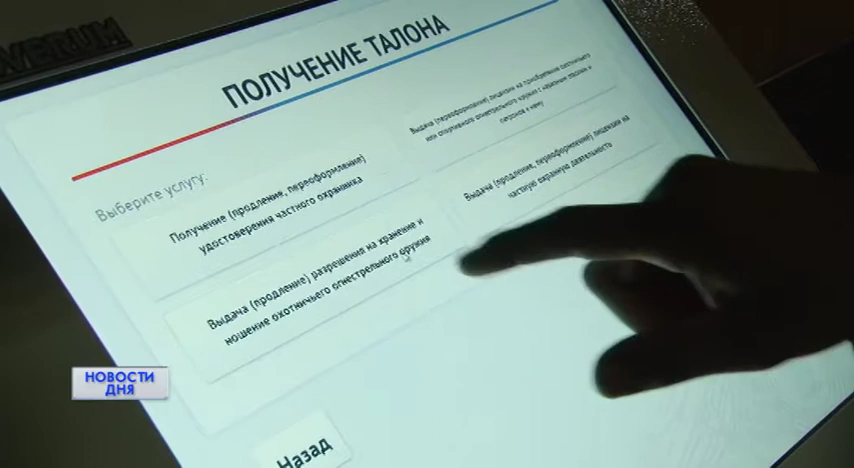 VERUM
ПОЛУЧЕНИЕ ТАЛОНА
Выберите услугу:
Получение (продление, переоформление)
удостоверения частного охранника
Выдача (переоформление) лицензии на приобретение охотничьего
или спортивного огнестрельного оружия с нарезным стволом и
патронов к нему
Выдача (продление) разрешения на хранение и
ношение охотничьего огнестрельного оружия
Выдача (продление, переоформление) лицензии на
частную охранную деятельность
Назад
НОВОСТИ
ДНЯ